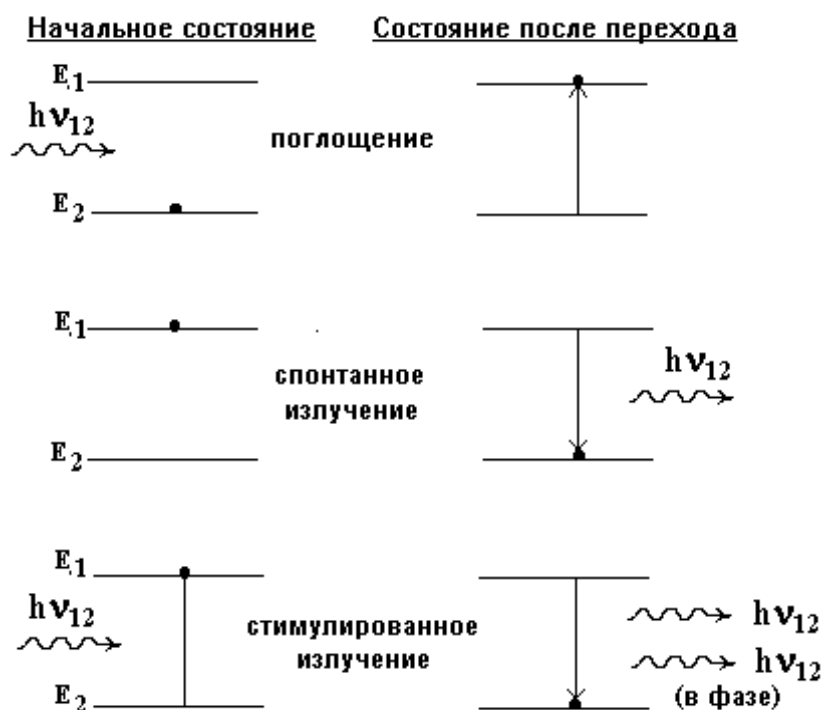 Начальное состояние Состояние после перехода
E1
hν12
поглощение
E2
E1
спонтанное
излучение
hν12
E2
E1
hν12
стимулированное
излучение
hν12
hν12
(в фазе)
E2